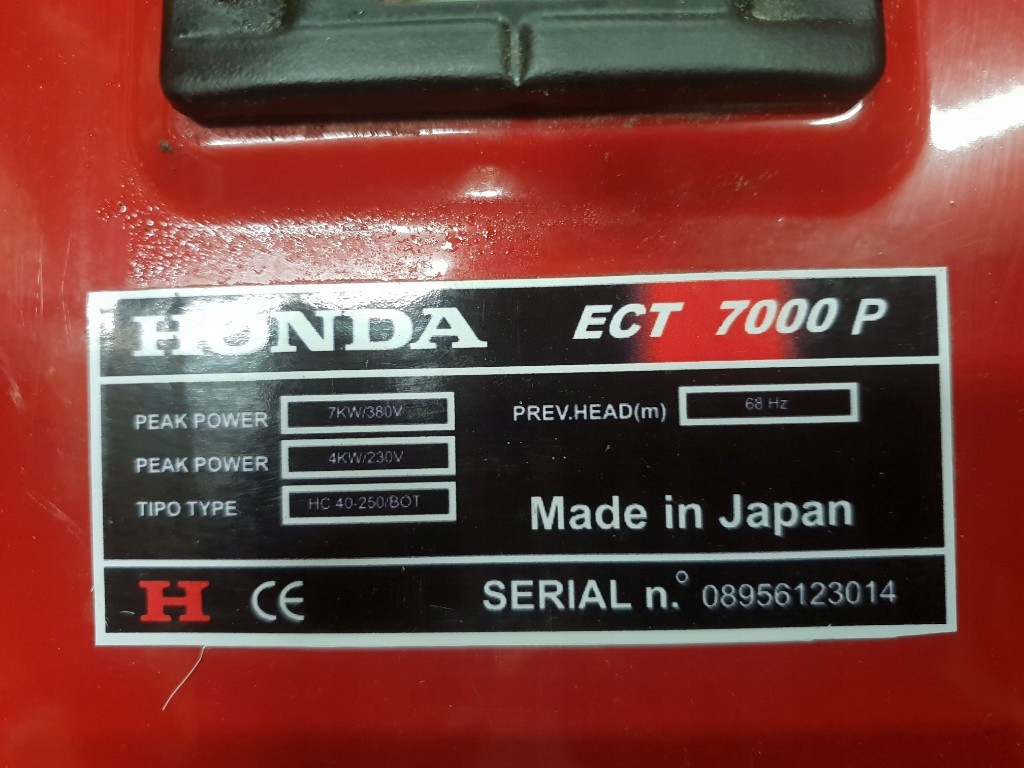 HONDA ECT 7000 P
PEAK POWER 7KW/380V PREV.HEAD(m) 68 Hz
PEAK POWER 4KW/230V
TIPO TYPE HC 40-250/BOT
Made in Japan
H CE SERIAL n.° 08956123014